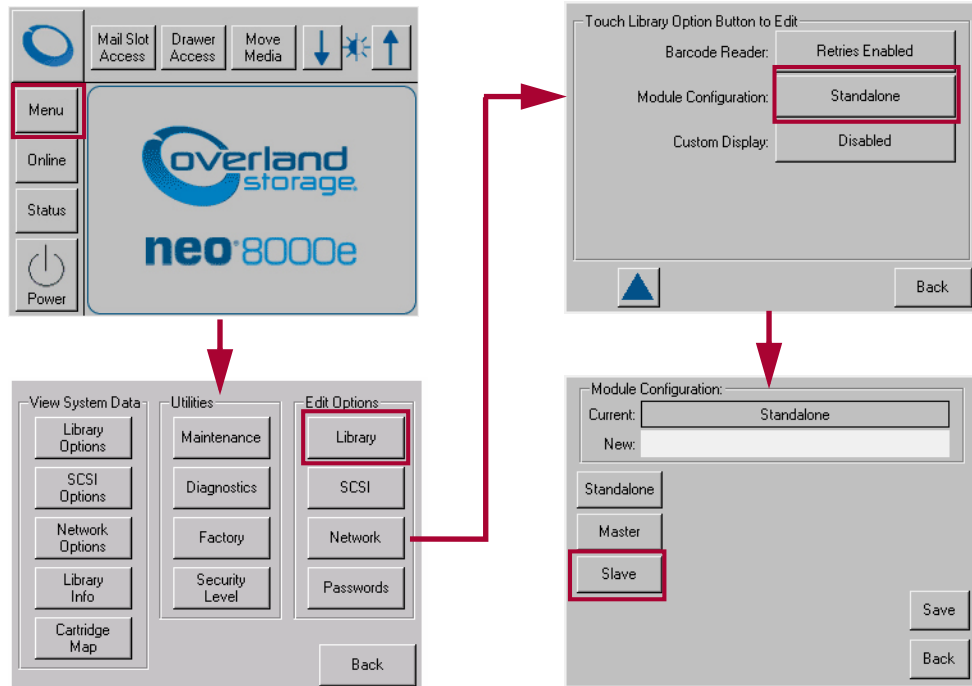 Mail Slot
Access
Drawer
Access
Move
Media
Menu
Online
Status
Power
overland
storage.
neo 8000e
View System Data
Library
Options
SCSI
Options
Network
Options
Library
Info
Cartridge
Map
Utilities
Maintenance
Diagnostics
Factory
Security
Level
Edit Options
Library
SCSI
Network
Passwords
Back
Touch Library Option Button to Edit
Barcode Reader: Retries Enabled
Module Configuration: Standalone
Custom Display: Disabled
Back
Module Configuration:
Current: Standalone
New:
Standalone
Master
Slave
Save
Back